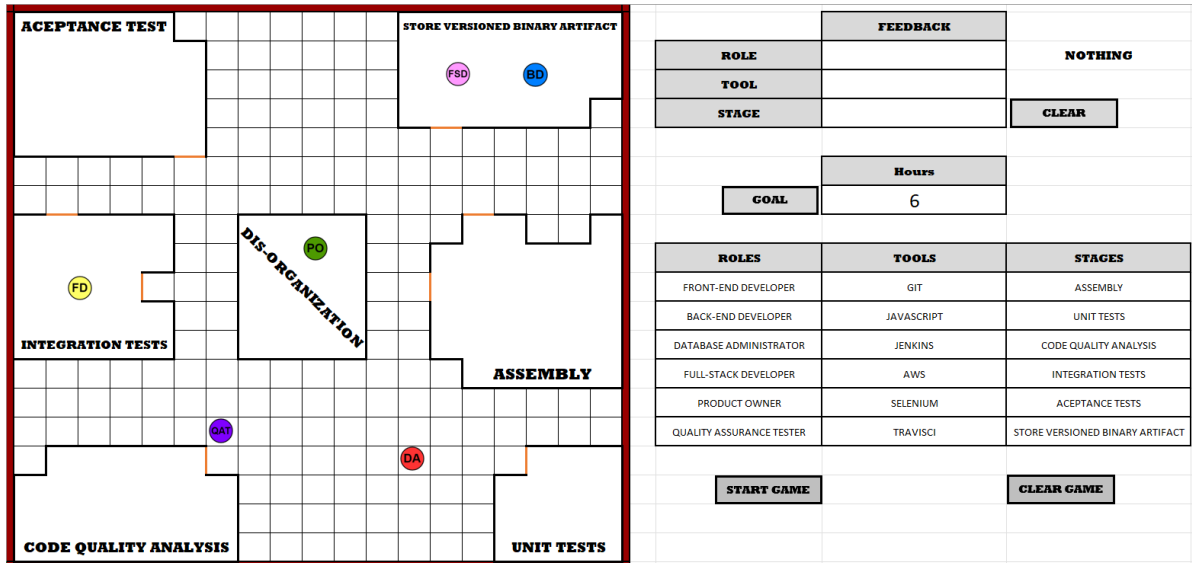 ACEPTANCE TEST
STORE VERSIONED BINARY ARTIFACT
FSD
BD
PO
DIS-ORGANIZATION
FD
INTEGRATION TESTS
ASSEMBLY
QAT
DA
CODE QUALITY ANALYSIS
UNIT TESTS
FEEDBACK
ROLE
NOTHING
TOOL
STAGE
CLEAR
Hours
GOAL
6
ROLES TOOLS STAGES
FRONT-END DEVELOPER GIT ASSEMBLY
BACK-END DEVELOPER JAVASCRIPT UNIT TESTS
DATABASE ADMINISTRATOR JENKINS CODE QUALITY ANALYSIS
FULL-STACK DEVELOPER AWS INTEGRATION TESTS
PRODUCT OWNER SELENIUM ACEPTANCE TESTS
QUALITY ASSURANCE TESTER TRAVISCI STORE VERSIONED BINARY ARTIFACT
START GAME
CLEAR GAME